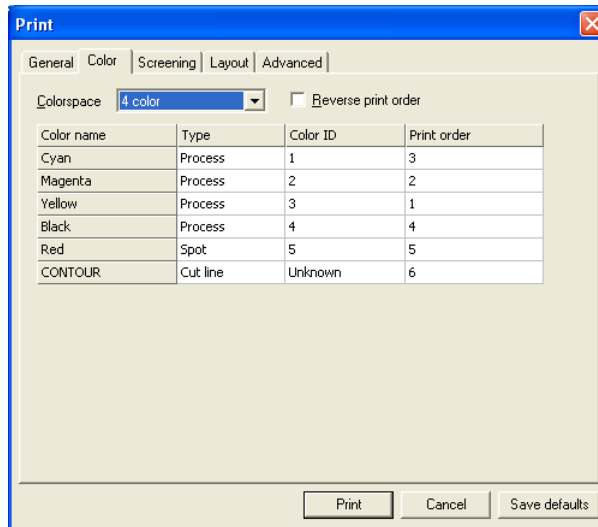 Print
General Color Screening Layout Advanced
Colorspace 4 color Reverse print order
Color name Type Color ID Print order
Cyan Process 1 3
Magenta Process 2 2
Yellow Process 3 1
Black Process 4 4
Red Spot 5 5
CONTOUR Cut line Unknown 6
Print Cancel Save defaults